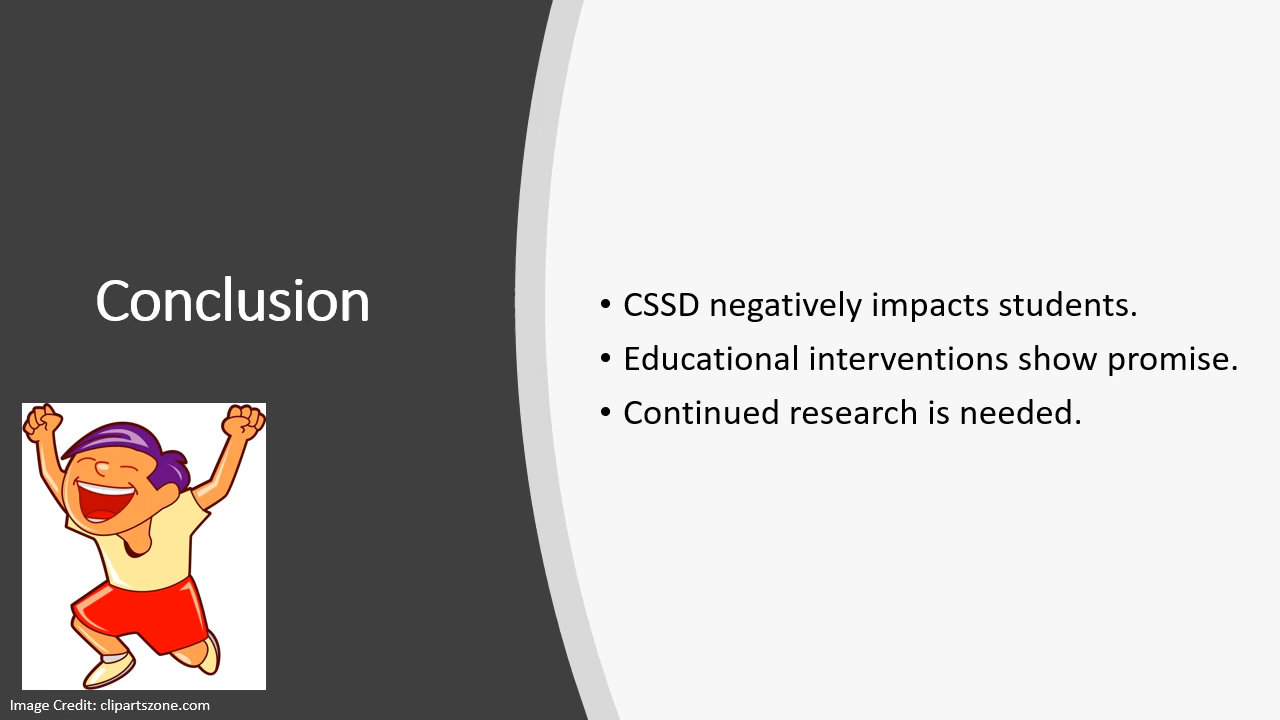 Conclusion
• CSSD negatively impacts students.
• Educational interventions show promise.
• Continued research is needed.
Image Credit: clipartszone.com